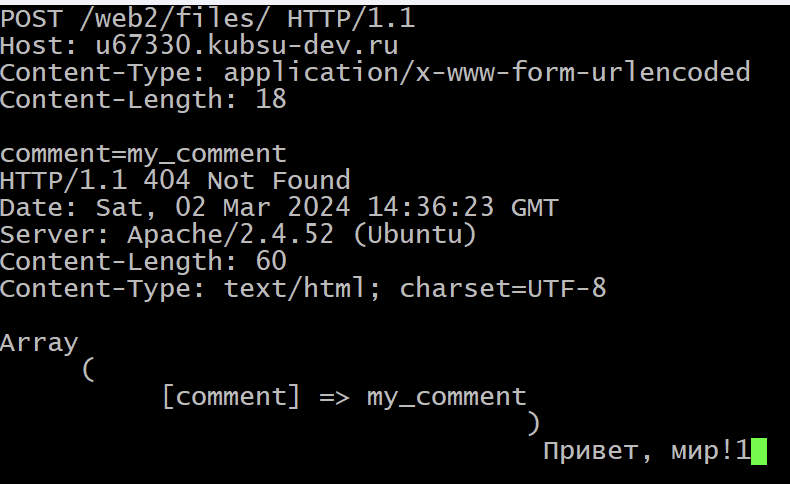 POST /web2/files/ HTTP/1.1
Host: u67330.kubsu-dev.ru
Content-Type: application/x-www-form-urlencoded
Content-Length: 18

comment=my_comment
HTTP/1.1 404 Not Found
Date: Sat, 02 Mar 2024 14:36:23 GMT
Server: Apache/2.4.52 (Ubuntu)
Content-Length: 60
Content-Type: text/html; charset=UTF-8

Array
(
[comment] => my_comment
)
Привет, мир!1